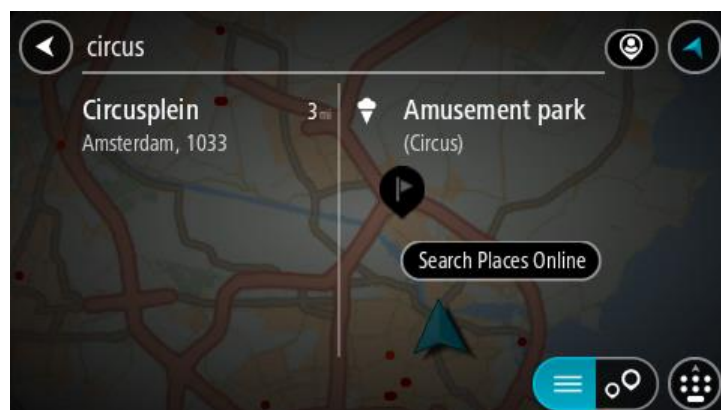 circus
Circusplein 3 mi
Amsterdam, 1033
Amusement park
(Circus)
Search Places Online